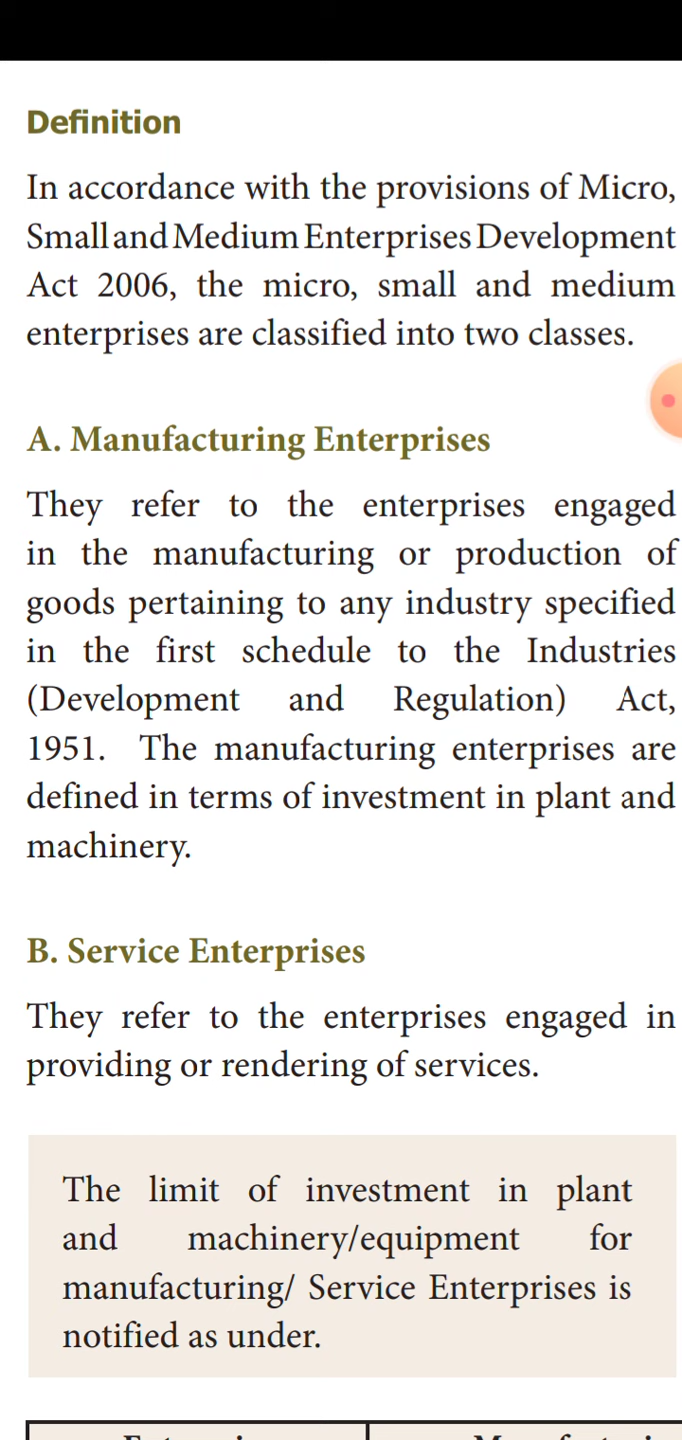 Definition
In accordance with the provisions of Micro,
Small and Medium Enterprises Development
Act 2006, the micro, small and medium
enterprises are classified into two classes.
A. Manufacturing Enterprises
They refer to the enterprises engaged
in the manufacturing or production of
goods pertaining to any industry specified
in the first schedule to the Industries
(Development and Regulation) Act,
1951. The manufacturing enterprises are
defined in terms of investment in plant and
machinery.
B. Service Enterprises
They refer to the enterprises engaged in
providing or rendering of services.
The limit of investment in plant
and machinery/equipment for
manufacturing/ Service Enterprises is
notified as under.